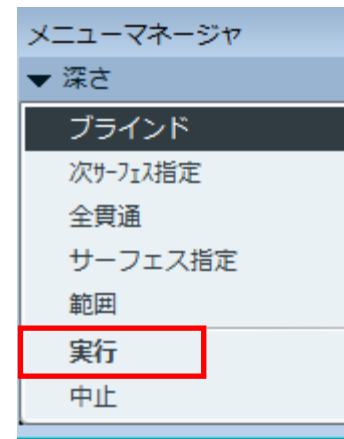 メニューマネージャ
▼ 深さ
ブラインド
次ｻｰﾌｪｽ指定
全貫通
サーフェス指定
範囲
実行
中止